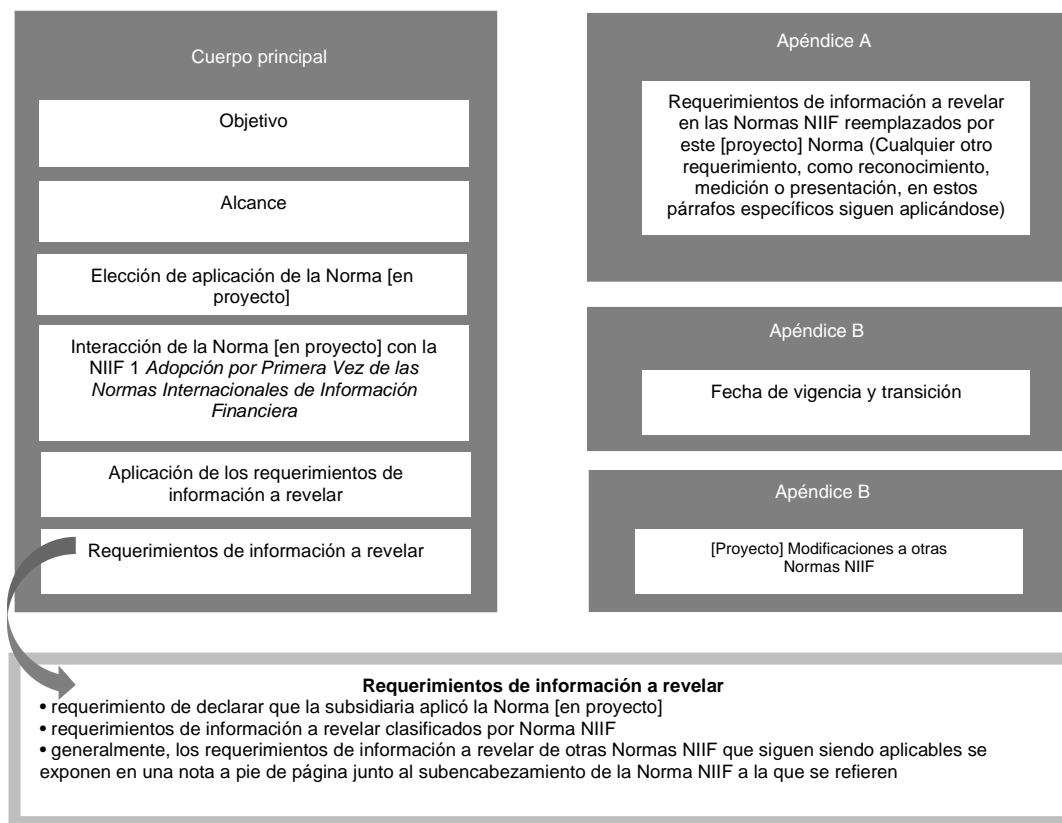 Cuerpo principal
Objetivo
Alcance
Elección de aplicación de la Norma [en
proyecto]
Interacción de la Norma [en proyecto] con la
NIIF 1 Adopción por Primera Vez de las
Normas Internacionales de Información
Financiera
Aplicación de los requerimientos de
información a revelar
Requerimientos de información a revelar
Apéndice A
Requerimientos de información a revelar
en las Normas NIIF reemplazados por
este [proyecto] Norma (Cualquier otro
requerimiento, como reconocimiento,
medición o presentación, en estos
párrafos específicos siguen aplicándose)
Apéndice B
Fecha de vigencia y transición
Apéndice B
[Proyecto] Modificaciones a otras
Normas NIIF
Requerimientos de información a revelar
• requerimiento de declarar que la subsidiaria aplicó la Norma [en proyecto]
• requerimientos de información a revelar clasificados por Norma NIIF
• generalmente, los requerimientos de información a revelar de otras Normas NIIF que siguen siendo aplicables se
exponen en una nota a pie de página junto al subencabezamiento de la Norma NIIF a la que se refieren